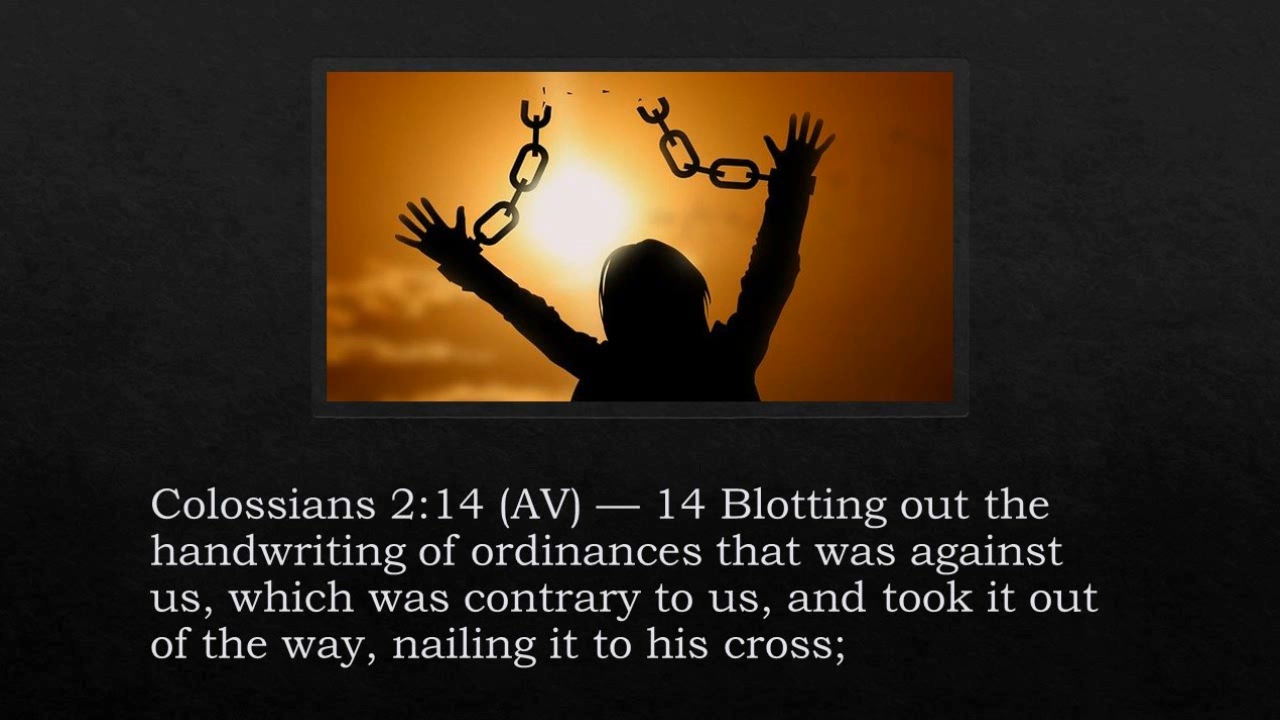 Colossians 2:14 (AV) — 14 Blotting out the
handwriting of ordinances that was against
us, which was contrary to us, and took it out
of the way, nailing it to his cross;